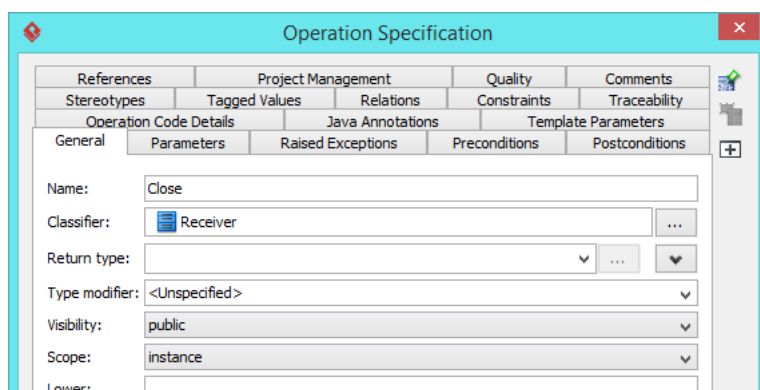 Operation Specification
References Project Management Quality Comments
Stereotypes Tagged Values Relations Constraints Traceability
Operation Code Details Java Annotations Template Parameters
General Parameters Raised Exceptions Preconditions Postconditions
Name: Close
Classifier: Receiver ...
Return type: ...
Type modifier: <Unspecified>
Visibility: public
Scope: instance
Lower: